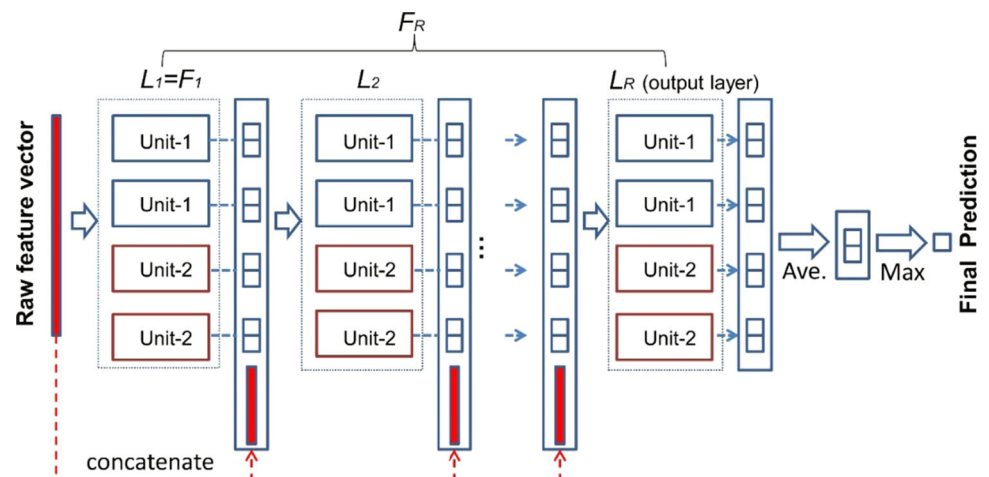 F_R
L_1=F_1
L_2
L_R (output layer)
Raw feature vector
Unit-1
Unit-1
Unit-2
Unit-2
Unit-1
Unit-1
Unit-2
Unit-2
...
Unit-1
Unit-1
Unit-2
Unit-2
Ave.
Max
Final Prediction
concatenate